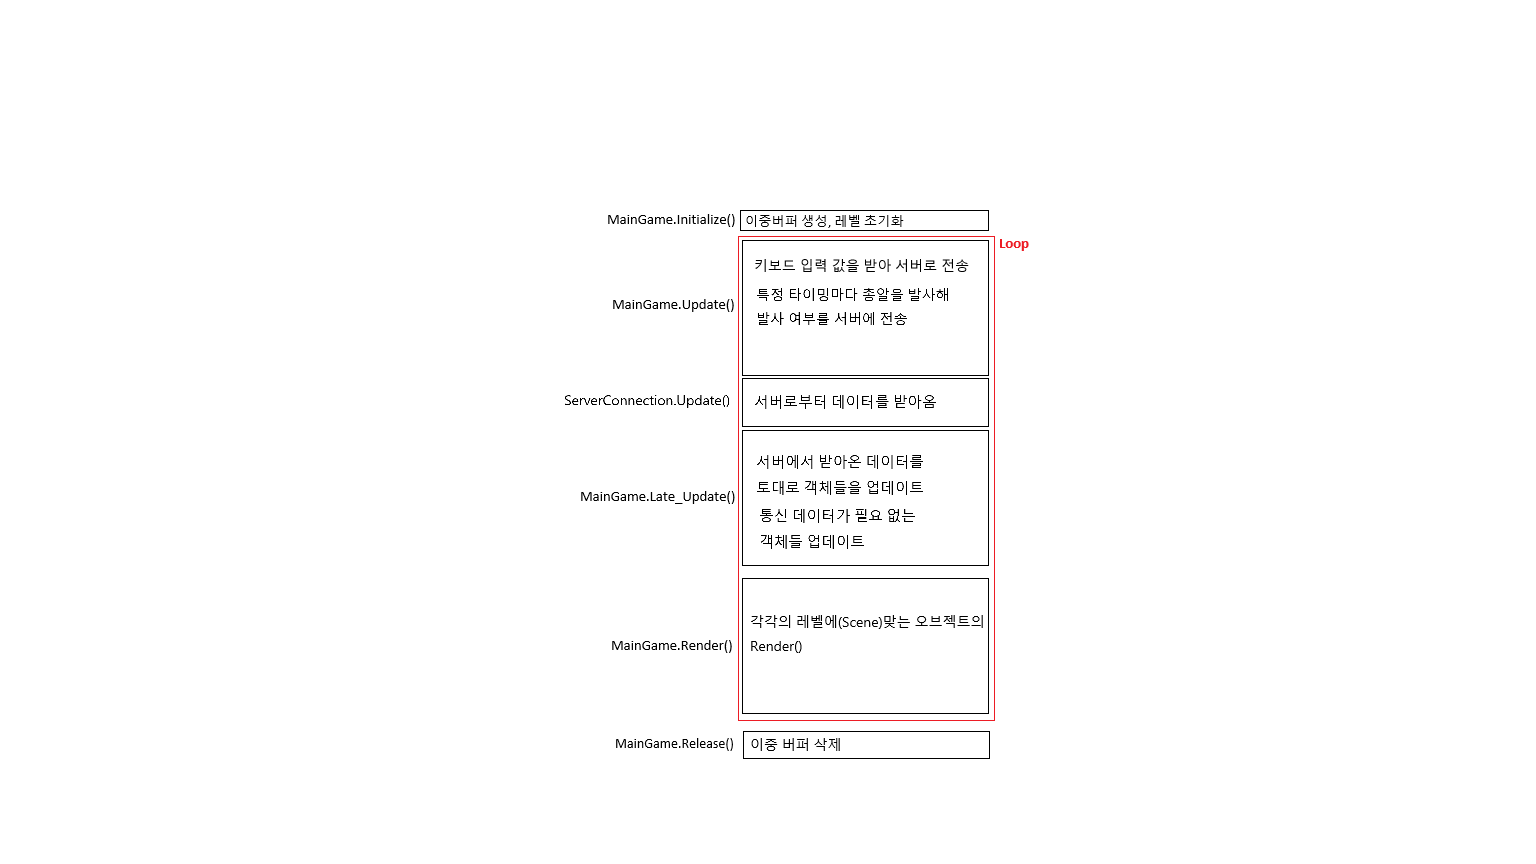 MainGame.Initialize()
이중버퍼 생성, 레벨 초기화
Loop
MainGame.Update()
키보드 입력 값을 받아 서버로 전송
특정 타이밍마다 총알을 발사해
발사 여부를 서버에 전송
ServerConnection.Update()
서버로부터 데이터를 받아옴
MainGame.Late_Update()
서버에서 받아온 데이터를
토대로 객체들을 업데이트
통신 데이터가 필요 없는
객체들 업데이트
MainGame.Render()
각각의 레벨에(Scene)맞는 오브젝트의
Render()
MainGame.Release()
이중 버퍼 삭제